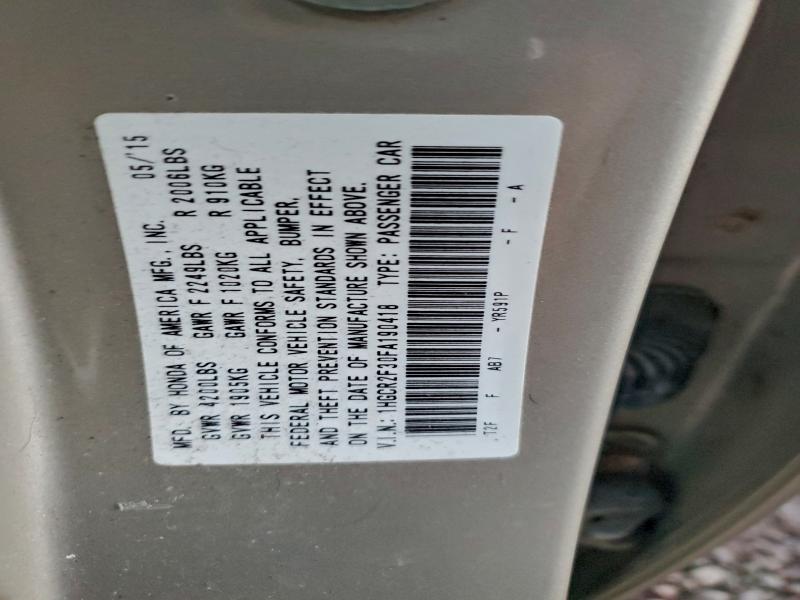 MFD. BY HONDA OF AMERICA MFG., INC. 05/'15
GVWR 4200LBS GAWR F 2249LBS R 2006LBS
GVWR 1905KG GAWR F 1020KG R 910KG
THIS VEHICLE CONFORMS TO ALL APPLICABLE
FEDERAL MOTOR VEHICLE SAFETY, BUMPER,
AND THEFT PREVENTION STANDARDS IN EFFECT
ON THE DATE OF MANUFACTURE SHOWN ABOVE.
V.I.N.: 1HGCR2F30FA190418 TYPE: PASSENGER CAR
T2F F AB7 - YR591P - F - A